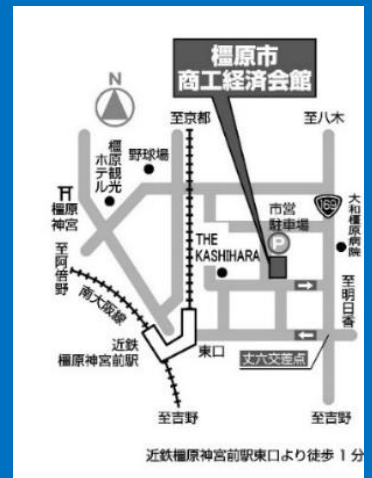 橿原市
商工経済会館
N
至京都
至八木
橿原観光
ホテル
野球場
橿原
神宮
市営
駐車場
P
169
大和橿原病院
THE
KASHIHARA
至阿倍野
南大阪線
至明日香
近鉄
橿原神宮前駅
東口
丈六交差点
至吉野
至吉野
近鉄橿原神宮前駅東口より徒歩1分